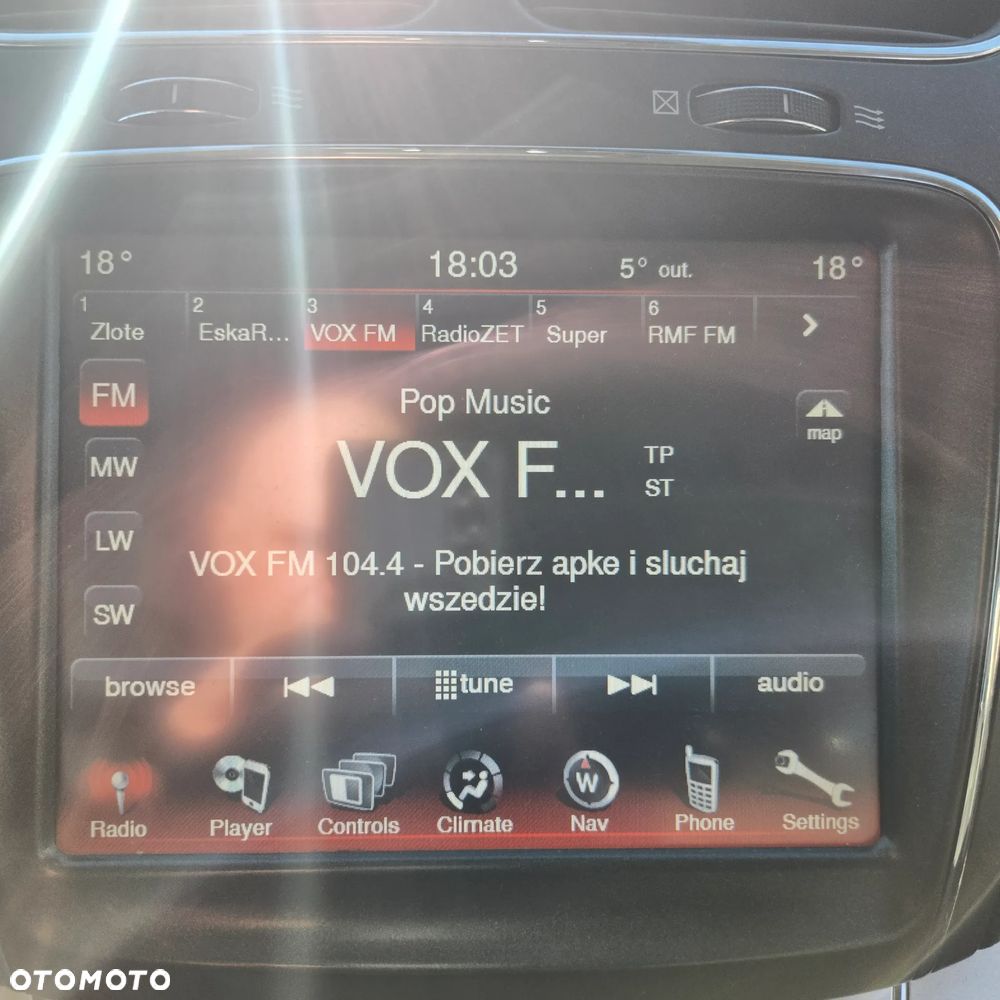 18° 18:03 5° out. 18°
1 2 3 4 5 6
Zlote EskaR... VOX FM RadioZET Super RMF FM
FM
Pop Music
map
MW
VOX F...
TP
ST
LW
VOX FM 104.4 - Pobierz apke i sluchaj
wszedzie!
SW
browse tune audio
W
Radio Player Controls Climate Nav Phone Settings
OTOMOTO